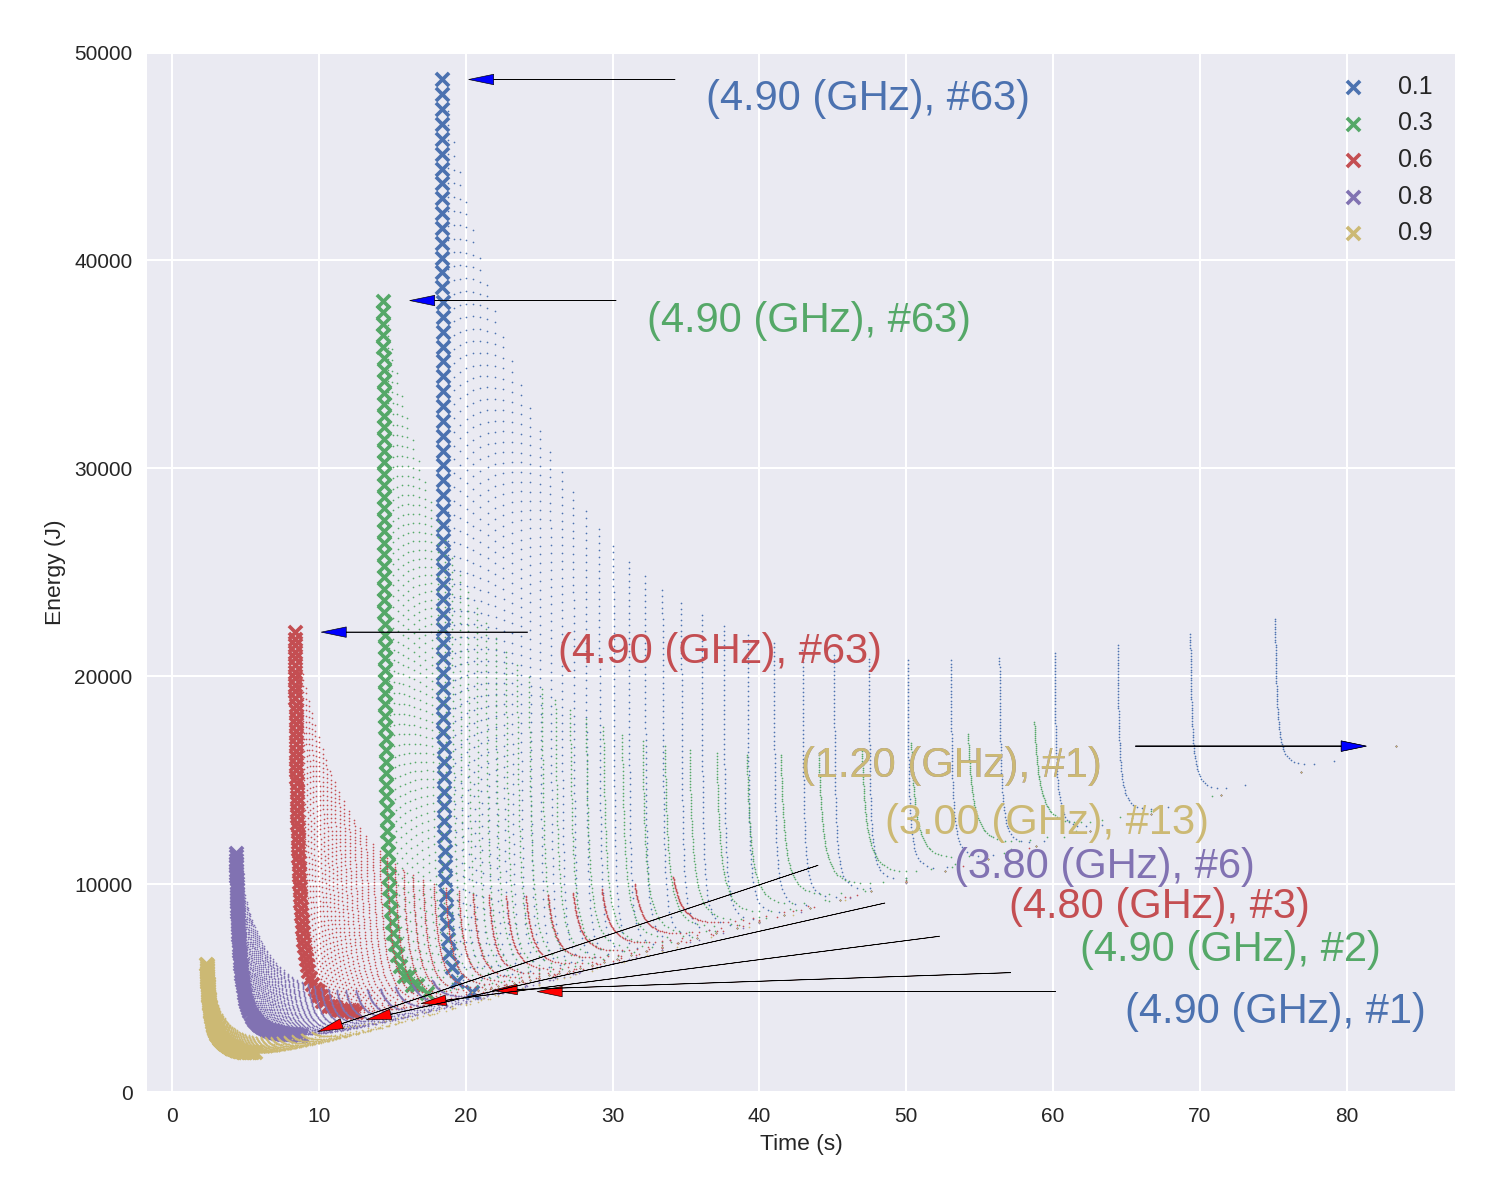 50000
40000
30000
20000
10000
0
Energy (J)
0 10 20 30 40 50 60 70 80
Time (s)
0.1
0.3
0.6
0.8
0.9
(4.90 (GHz), #63)
(4.90 (GHz), #63)
(4.90 (GHz), #63)
(1.20 (GHz), #1)
(3.00 (GHz), #13)
(3.80 (GHz), #6)
(4.80 (GHz), #3)
(4.90 (GHz), #2)
(4.90 (GHz), #1)